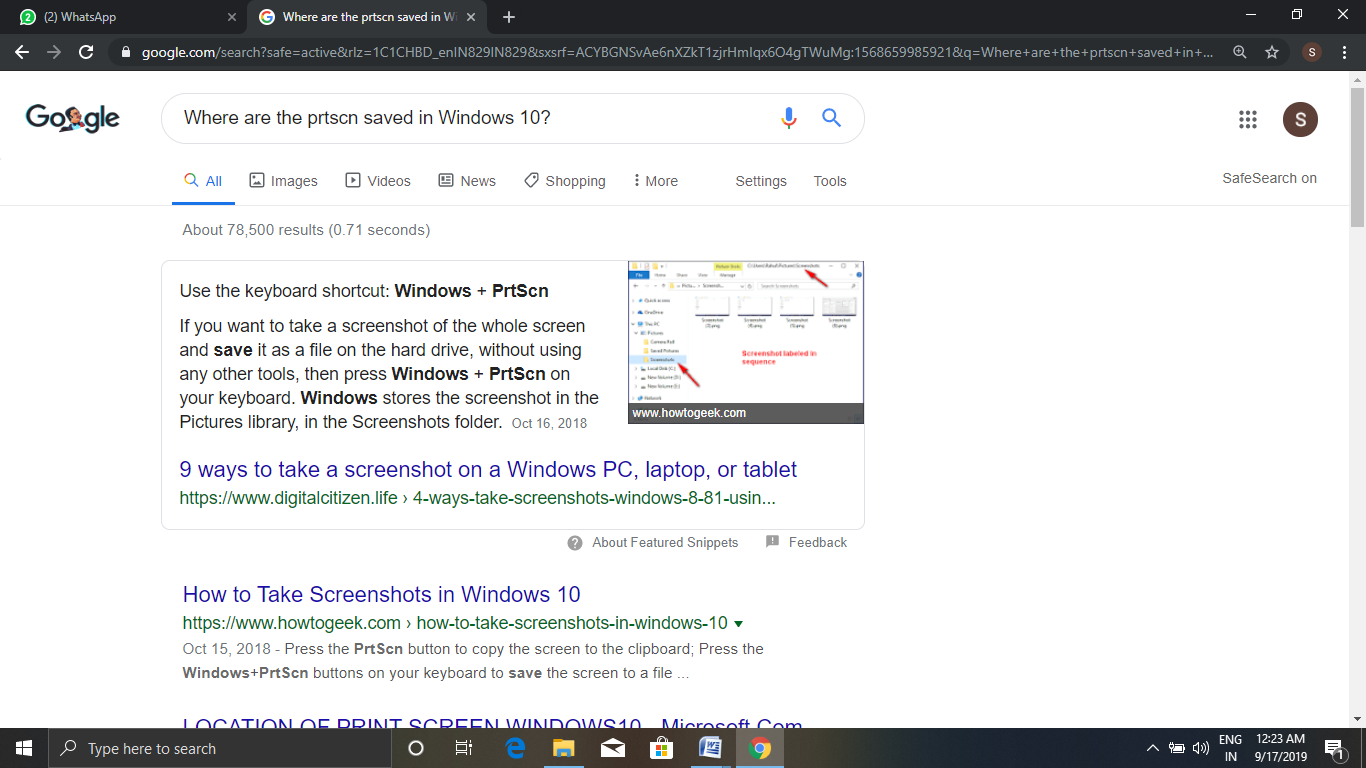 (2) WhatsApp
Where are the prtscn saved in Wi
google.com/search?safe=active&rlz=1C1CHBD_enIN829IN829&sxsrf=ACYBGNSvAe6nXZkT1zjrHmIqx6O4gTWuMg:1568659985921&q=Where+are+the+prtscn+saved+in+...
S
Google
Where are the prtscn saved in Windows 10?
S
All Images Videos News Shopping More Settings Tools
SafeSearch on
About 78,500 results (0.71 seconds)
Use the keyboard shortcut: Windows + PrtScn
If you want to take a screenshot of the whole screen
and save it as a file on the hard drive, without using
any other tools, then press Windows + PrtScn on
your keyboard. Windows stores the screenshot in the
Pictures library, in the Screenshots folder. Oct 16, 2018
Screenshot labeled in
sequence
www.howtogeek.com
9 ways to take a screenshot on a Windows PC, laptop, or tablet
https://www.digitalcitizen.life › 4-ways-take-screenshots-windows-8-81-usin...
About Featured Snippets Feedback
How to Take Screenshots in Windows 10
https://www.howtogeek.com › how-to-take-screenshots-in-windows-10
Oct 15, 2018 - Press the PrtScn button to copy the screen to the clipboard; Press the
Windows+PrtScn buttons on your keyboard to save the screen to a file ...
LOCATION OF PRINT SCREEN WINDOWS10 - Microsoft Com
Type here to search
ENG
IN
12:23 AM
9/17/2019
1